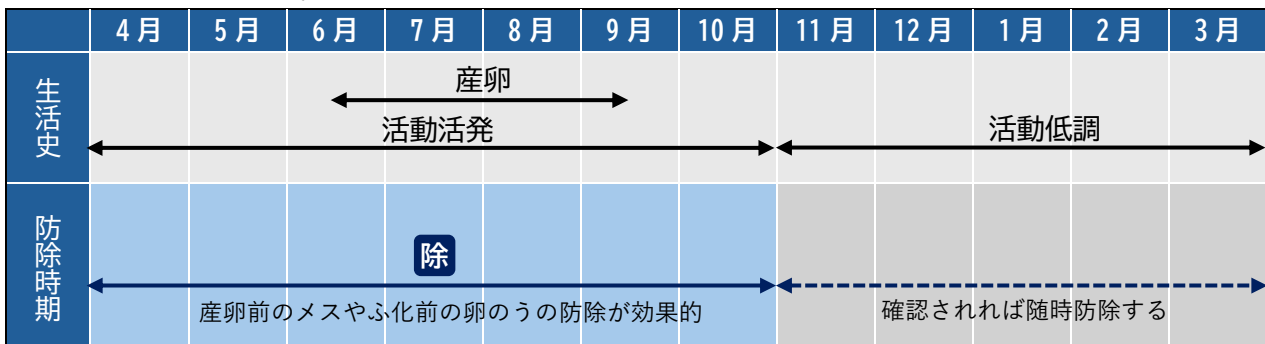 4月 5月 6月 7月 8月 9月 10月 11月 12月 1月 2月 3月
生活史
産卵
活動活発
活動低調
防除時期
除
産卵前のメスやふ化前の卵のうの防除が効果的
確認されれば随時防除する